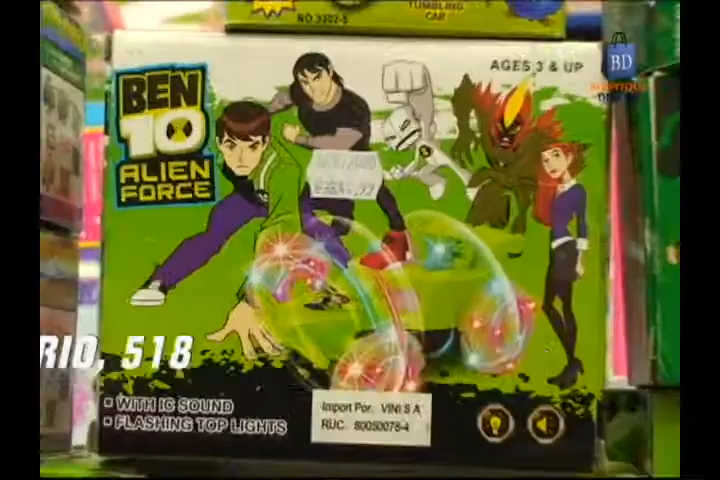 NO.3302-5
TUMBLING
CAR
BD
AGES 3 & UP
BEN
10
ALIEN
FORCE
RIO, 518
• WITH IC SOUND
• FLASHING TOP LIGHTS
Import Por: VINI S A
RUC. 80050078-4